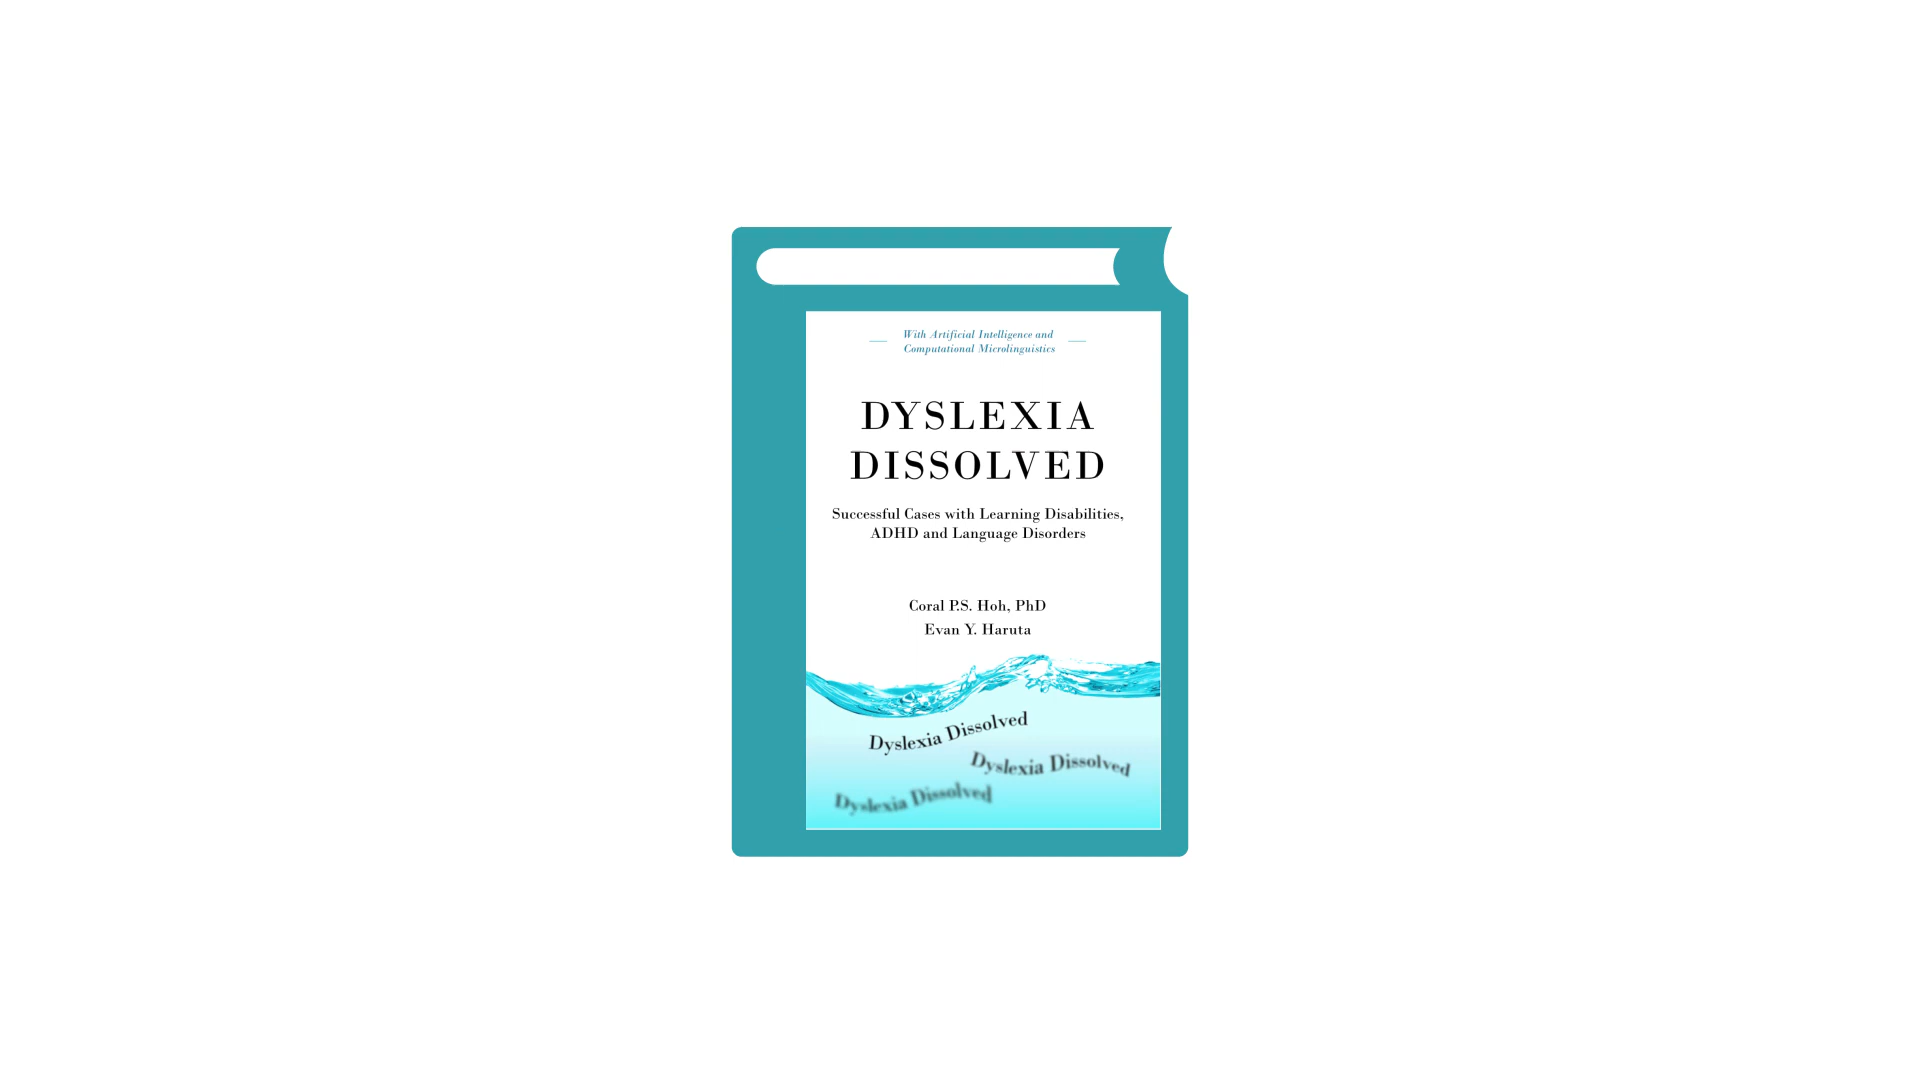 With Artificial Intelligence and
Computational Microlinguistics
DYSLEXIA
DISSOLVED
Successful Cases with Learning Disabilities,
ADHD and Language Disorders
Coral P.S. Hoh, PhD
Evan Y. Haruta
Dyslexia Dissolved
Dyslexia Dissolved
Dyslexia Dissolved